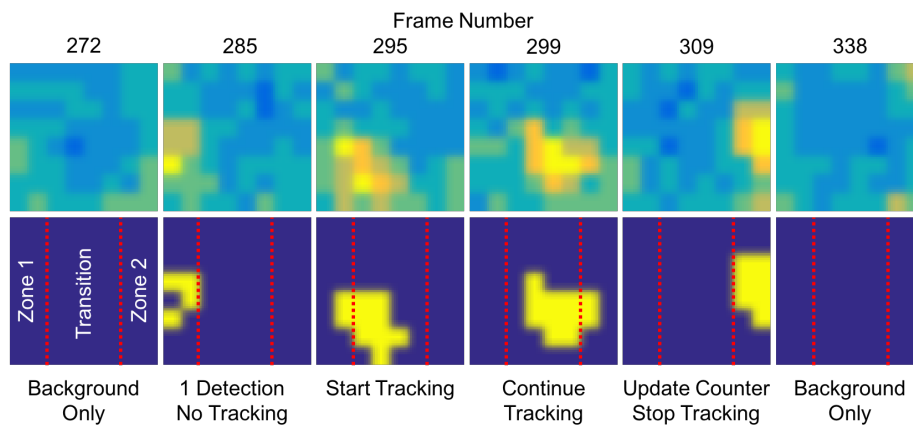 Frame Number
272 285 295 299 309 338
Zone 1
Transition
Zone 2
Background
Only
1 Detection
No Tracking
Start Tracking
Continue
Tracking
Update Counter
Stop Tracking
Background
Only